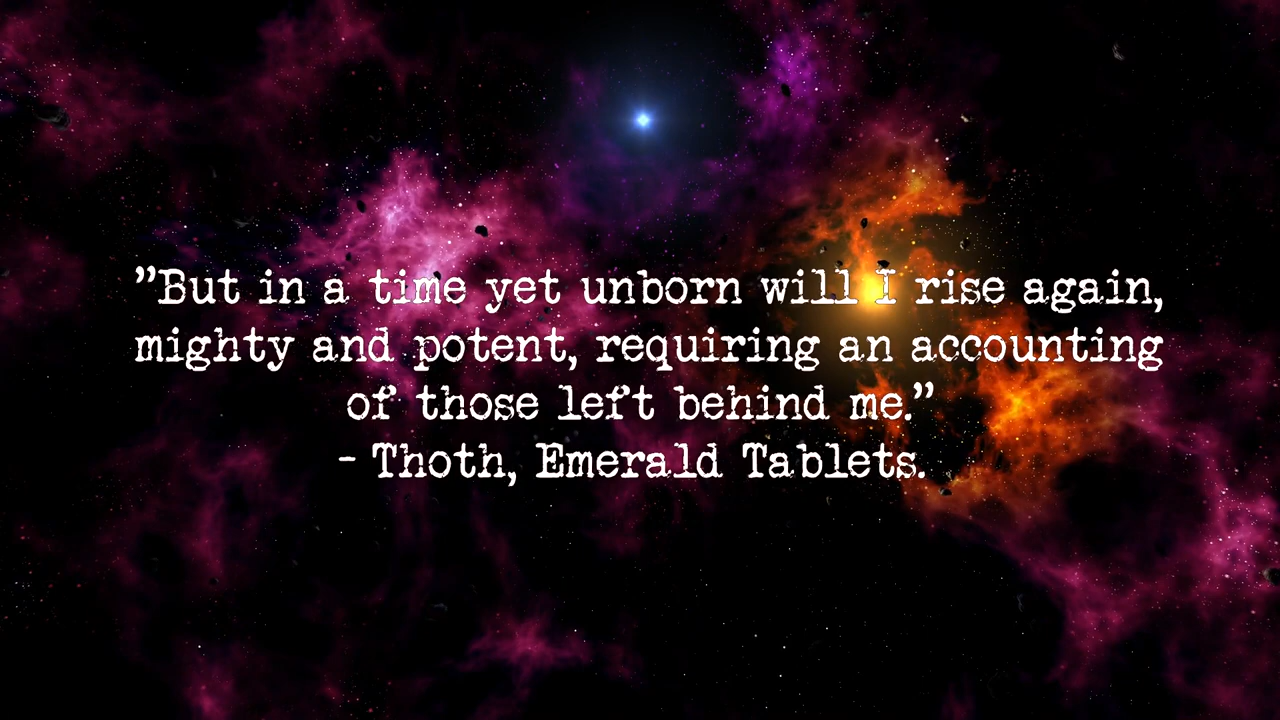 ”But in a time yet unborn will I rise again,
mighty and potent, requiring an accounting
of those left behind me.”
- Thoth, Emerald Tablets.